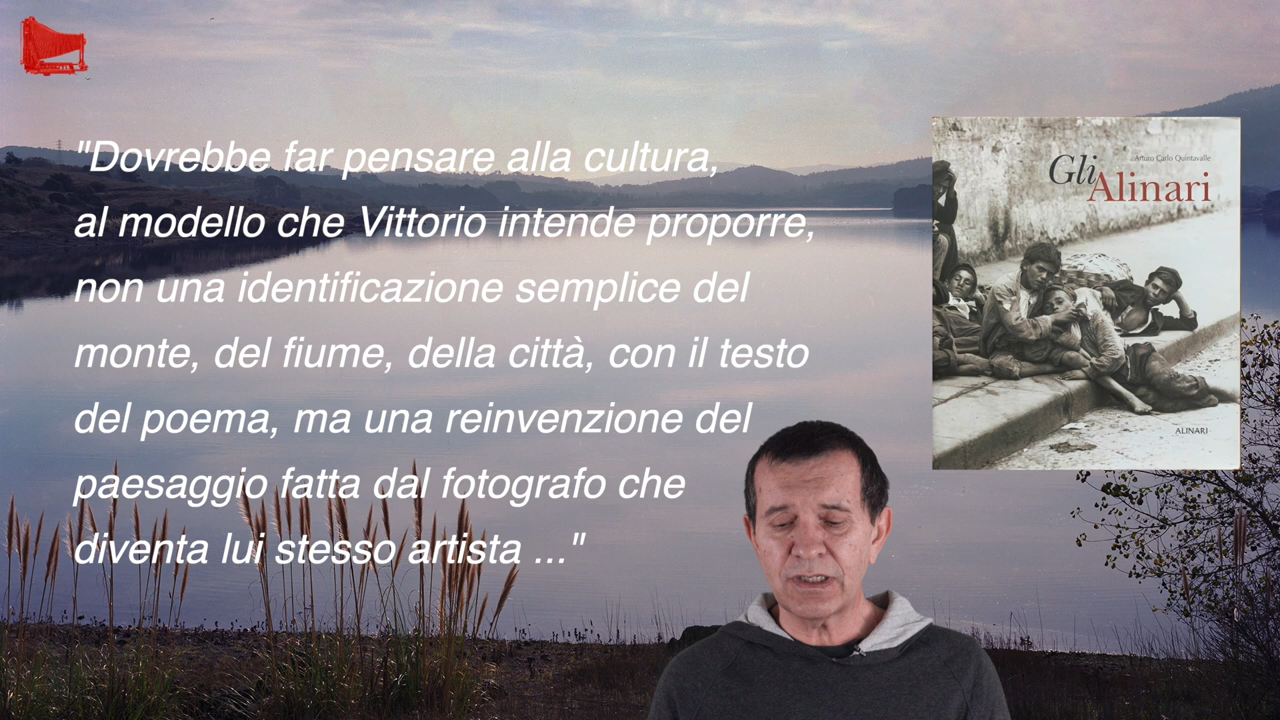 "Dovrebbe far pensare alla cultura,
al modello che Vittorio intende proporre,
non una identificazione semplice del
monte, del fiume, della città, con il testo
del poema, ma una reinvenzione del
paesaggio fatta dal fotografo che
diventa lui stesso artista ..."
Arturo Carlo Quintavalle
Gli
Alinari
ALINARI